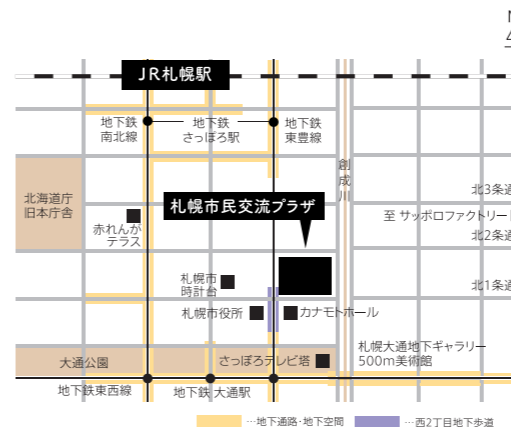 JR札幌駅
地下鉄
南北線
地下鉄
さっぽろ駅
地下鉄
東豊線
創成川
北海道庁
旧本庁舎
赤れんが
テラス
札幌市民交流プラザ
北3条通
至 サッポロファクトリー
北2条通
札幌市
時計台
北1条通
札幌市役所
カナモトホール
札幌大通地下ギャラリー
500m美術館
大通公園
さっぽろテレビ塔
地下鉄東西線
地下鉄 大通駅
…地下通路・地下空間
…西2丁目地下歩道